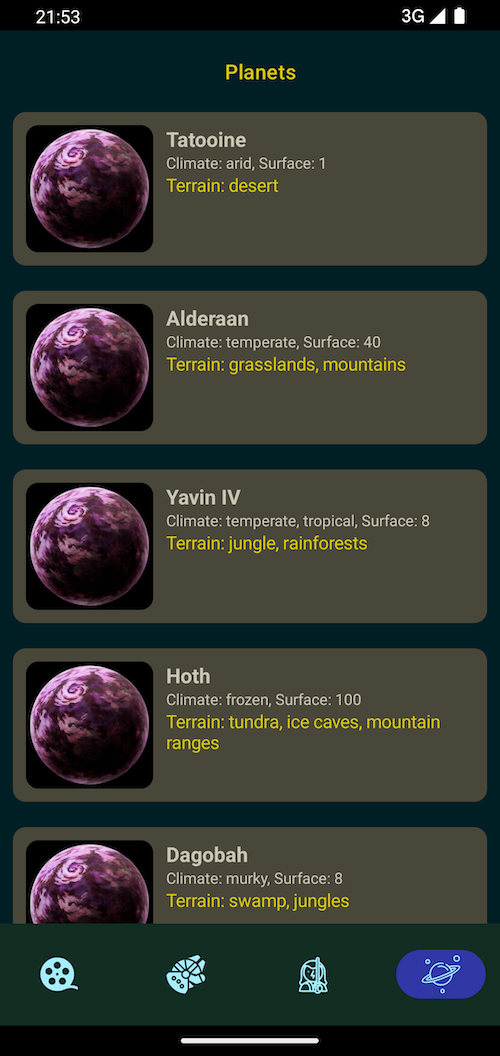 21:53
3G
Planets
Tatooine
Climate: arid, Surface: 1
Terrain: desert
Alderaan
Climate: temperate, Surface: 40
Terrain: grasslands, mountains
Yavin IV
Climate: temperate, tropical, Surface: 8
Terrain: jungle, rainforests
Hoth
Climate: frozen, Surface: 100
Terrain: tundra, ice caves, mountain
ranges
Dagobah
Climate: murky, Surface: 8
Terrain: swamp, jungles